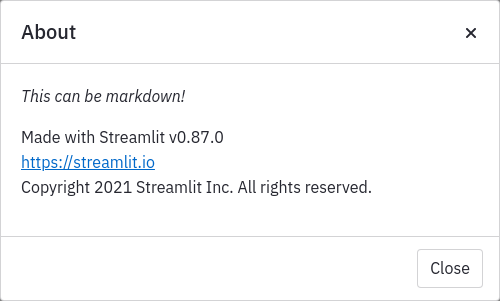 About
This can be markdown!
Made with Streamlit v0.87.0
https://streamlit.io
Copyright 2021 Streamlit Inc. All rights reserved.
Close